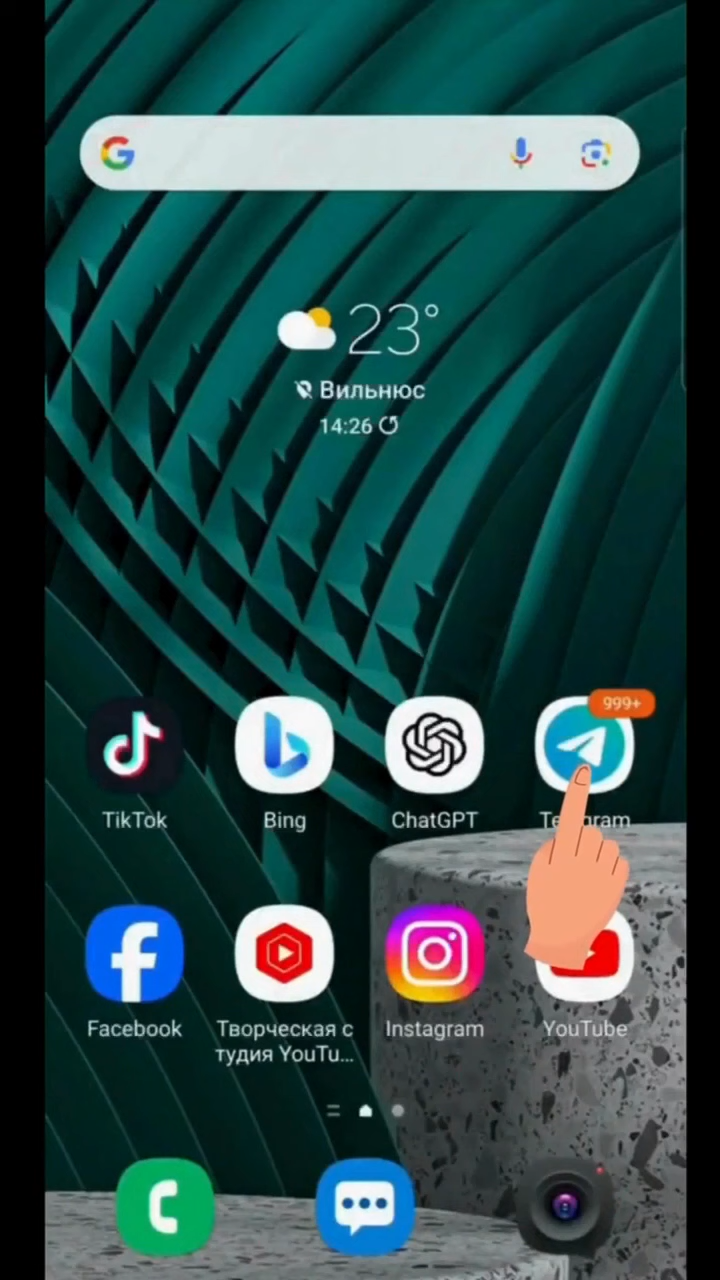 23°
Вильнюс
14:26
999+
TikTok
Bing
ChatGPT
Facebook
Творческая с
тудия YouTu...
Instagram
YouTube